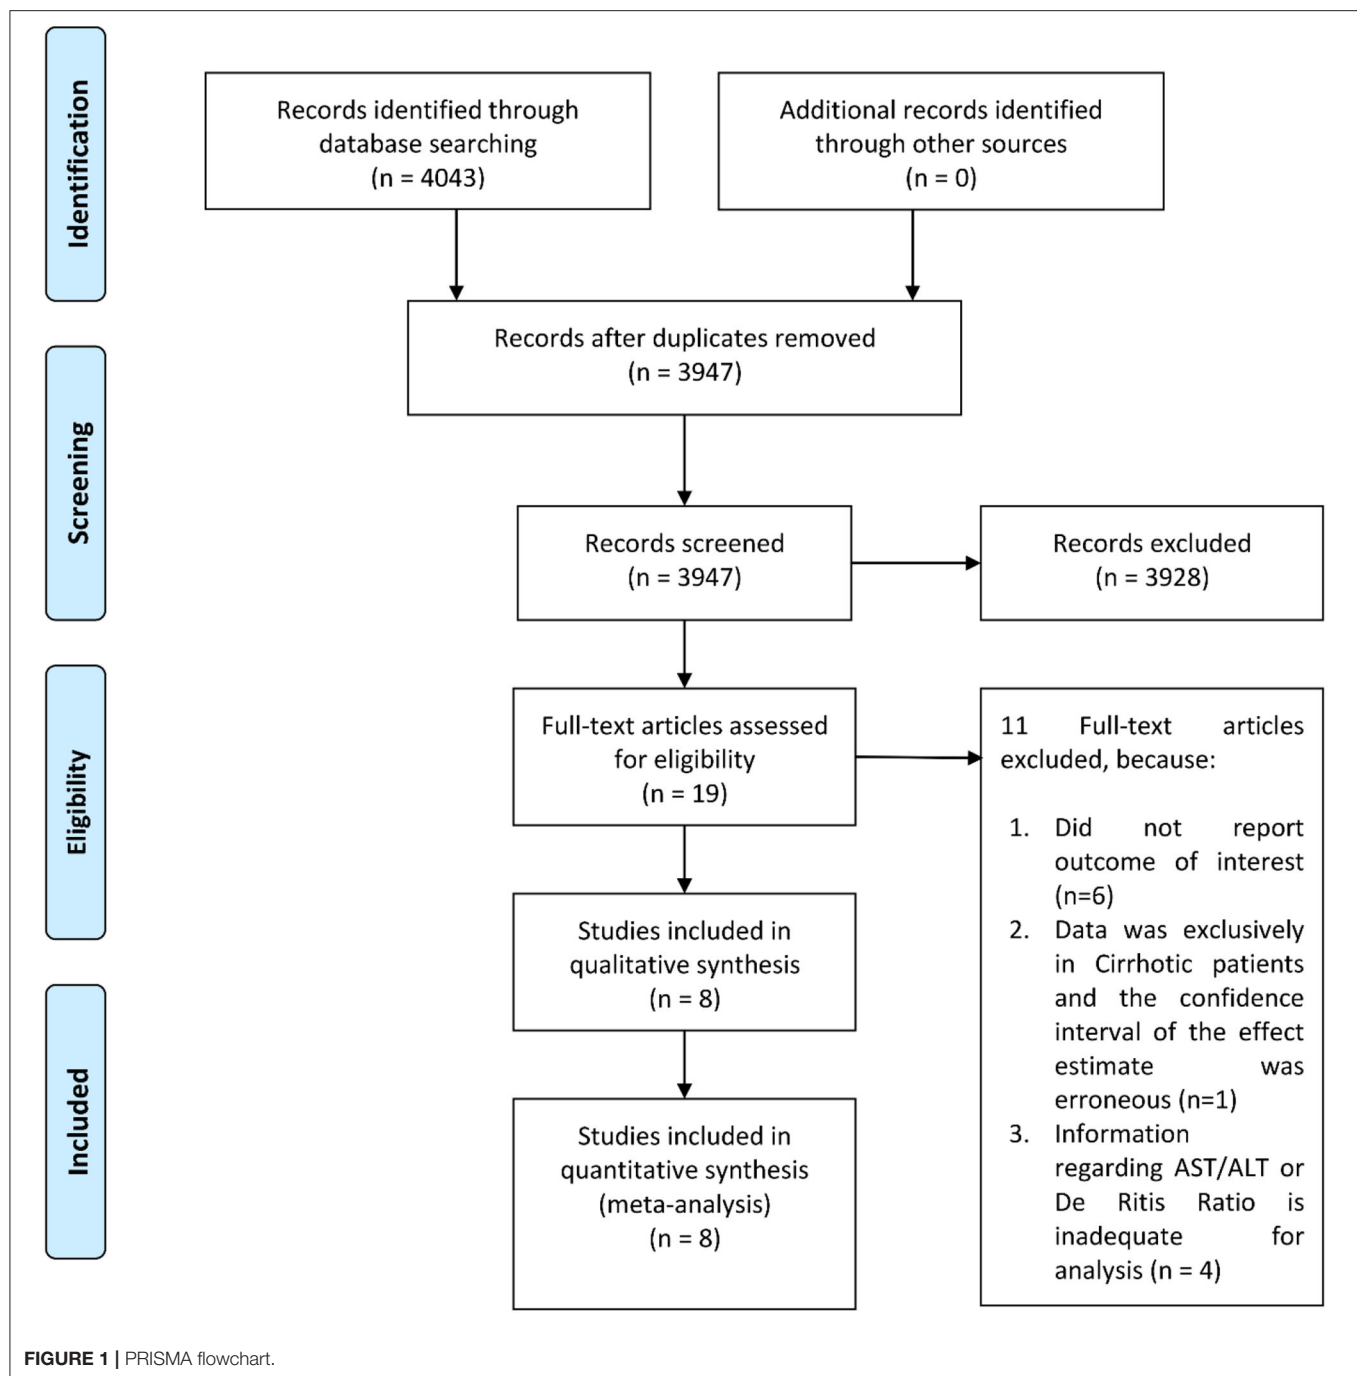 Identification
Records identified through
database searching
(n = 4043)
Additional records identified
through other sources
(n = 0)
Records after duplicates removed
(n = 3947)
Screening
Records screened
(n = 3947)
Records excluded
(n = 3928)
Eligibility
Full-text articles assessed
for eligibility
(n = 19)
11 Full-text articles
excluded, because:
1. Did not report
outcome of interest
(n=6)
2. Data was exclusively
in Cirrhotic patients
and the confidence
interval of the effect
estimate was
erroneous (n=1)
3. Information
regarding AST/ALT or
De Ritis Ratio is
inadequate for
analysis (n = 4)
Studies included in
qualitative synthesis
(n = 8)
Included
Studies included in
quantitative synthesis
(meta-analysis)
(n = 8)
FIGURE 1 | PRISMA flowchart.